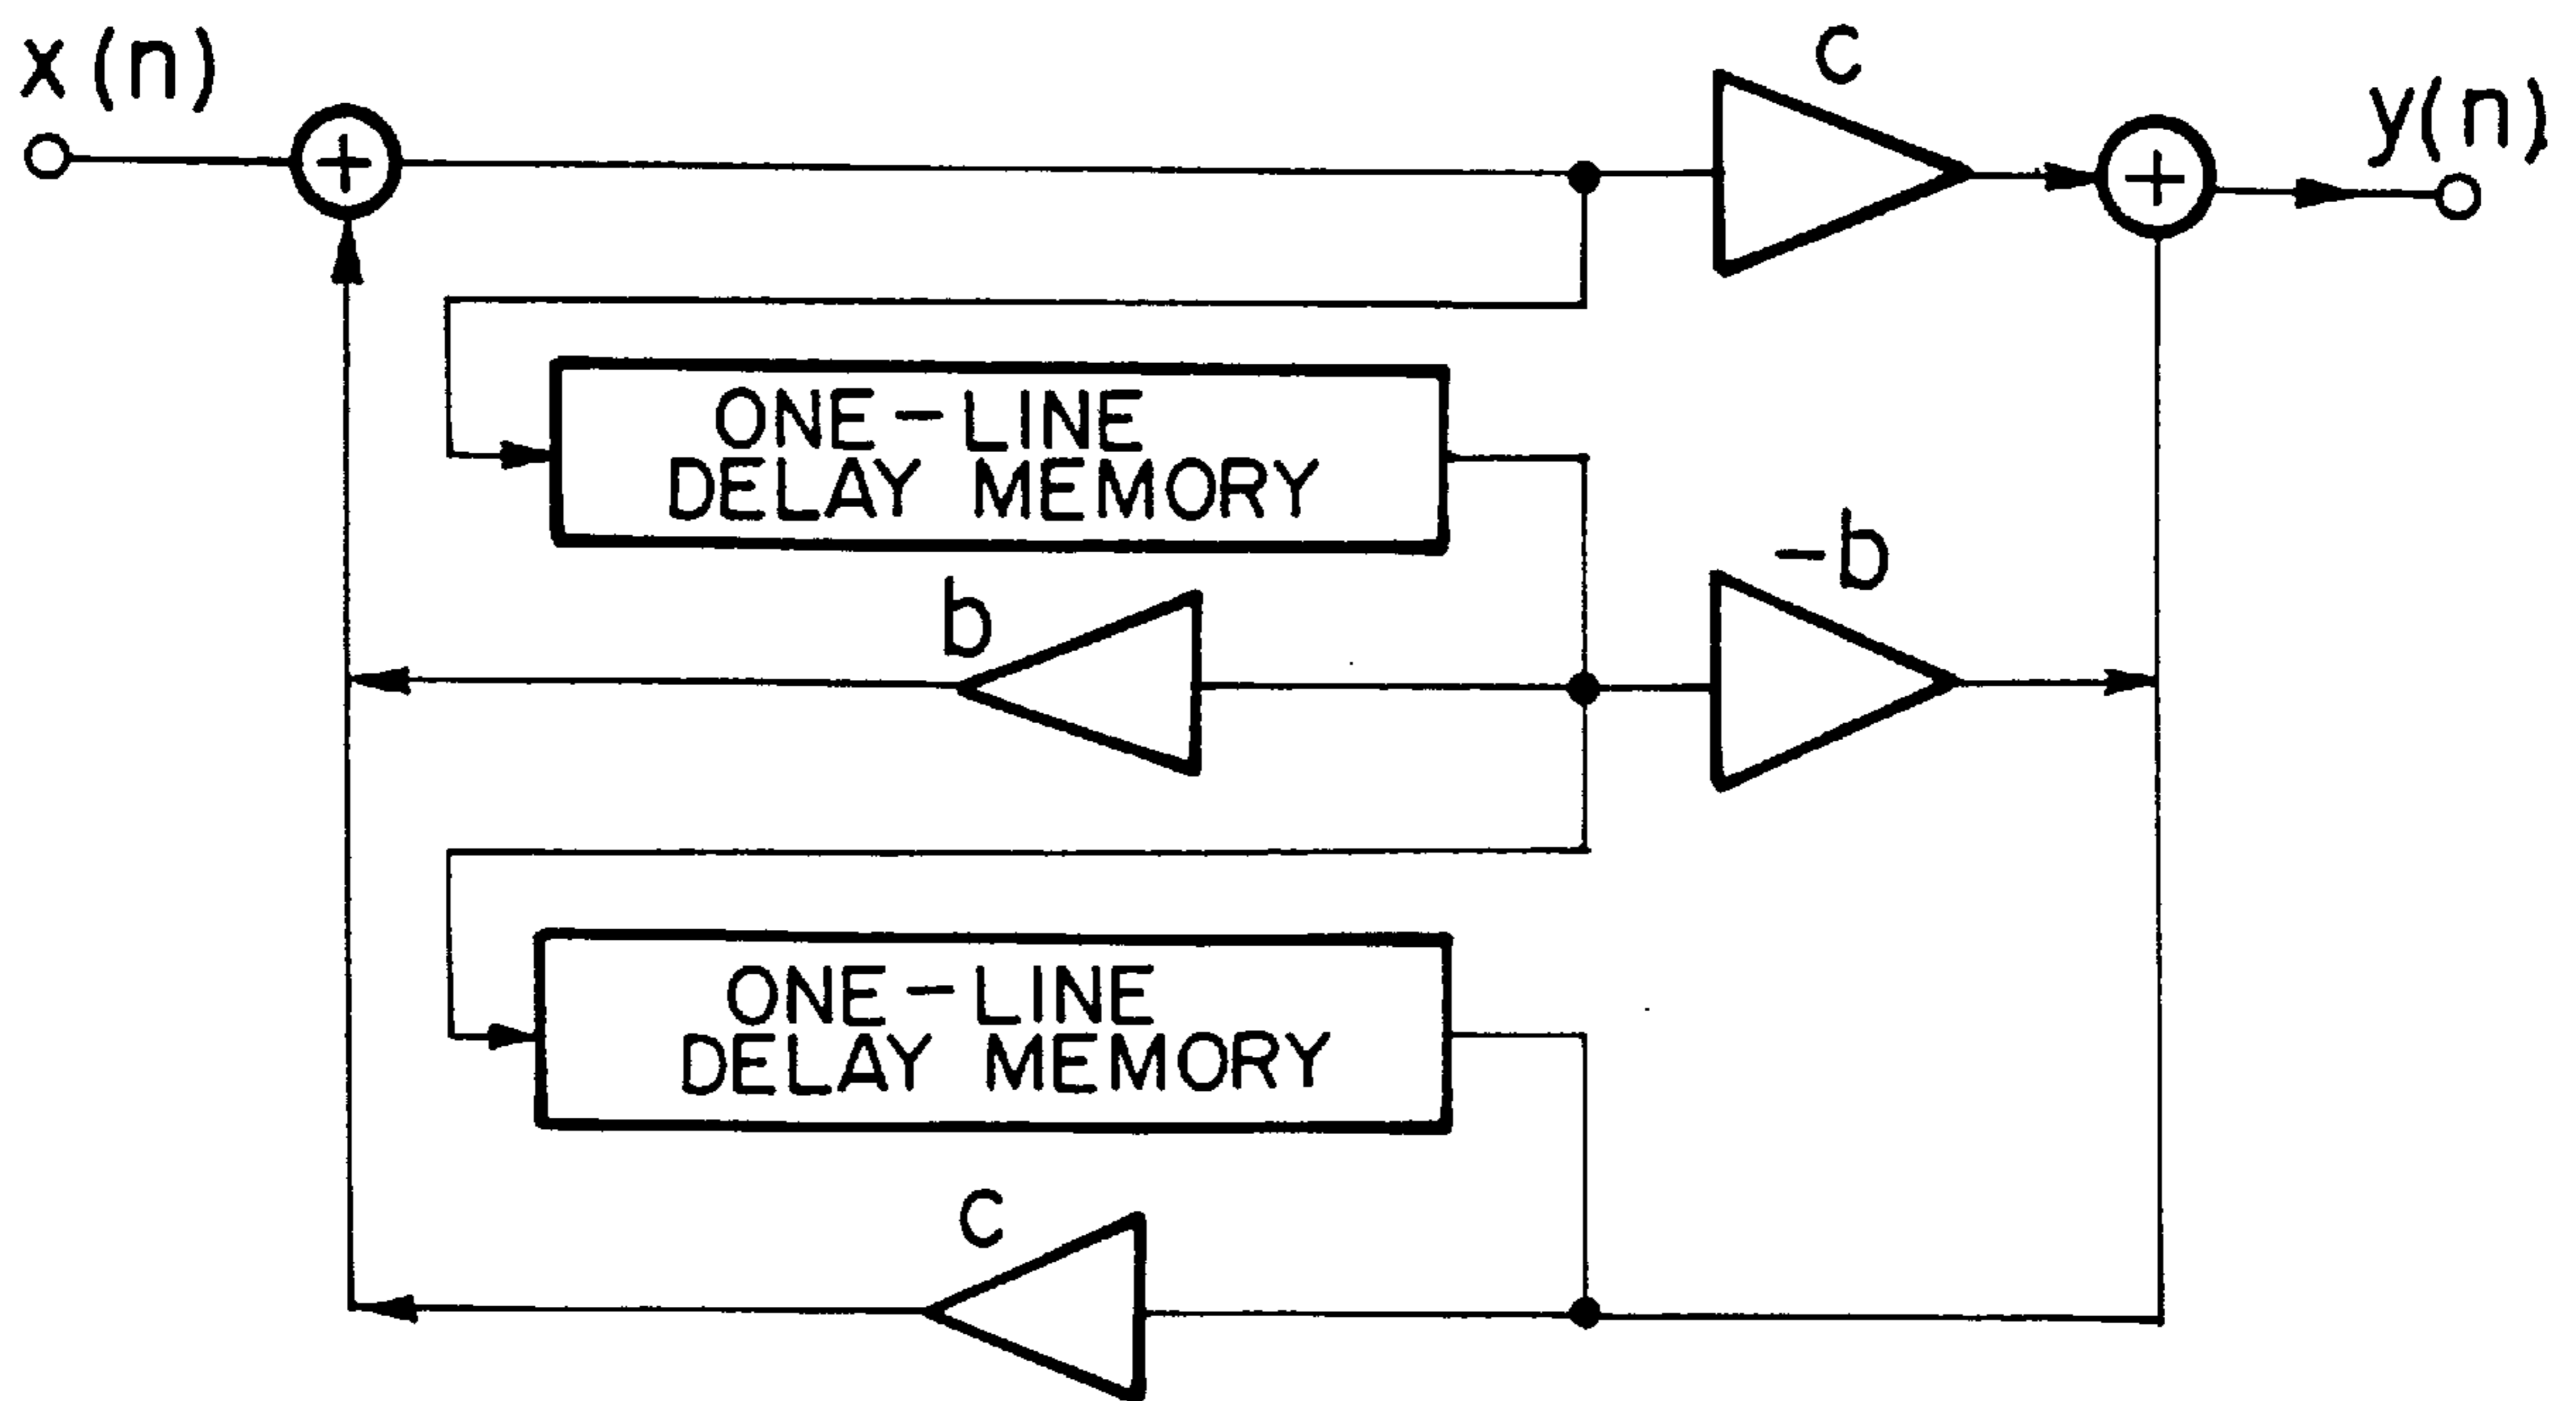 x(n)
c
y(n)
+
+
ONE-LINE
DELAY MEMORY
b
-b
ONE-LINE
DELAY MEMORY
c